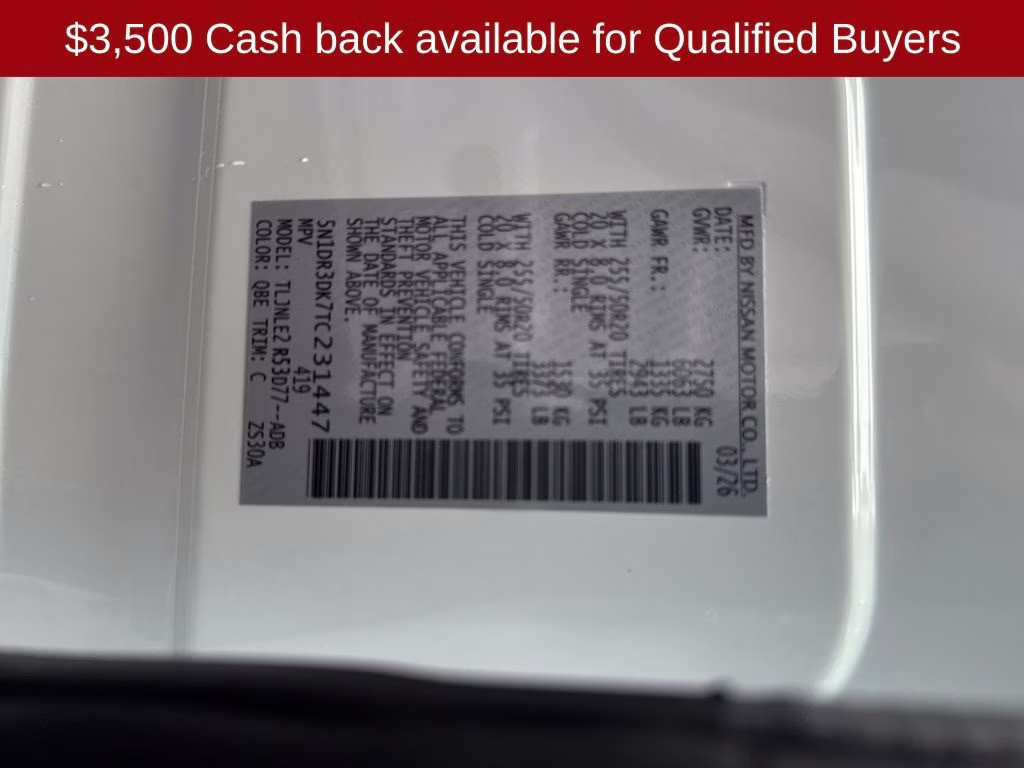 $3,500 Cash back available for Qualified Buyers
MFD BY NISSAN MOTOR CO., LTD.
DATE: 03/26
GVWR: 2750 KG
6063 LB
GAWR FR.: 1335 KG
2943 LB
WITH 255/50R20 TIRES
20 X 8.0 RIMS AT 35 PSI
COLD SINGLE
GAWR RR.: 1530 KG
3373 LB
WITH 255/50R20 TIRES
20 X 8.0 RIMS AT 35 PSI
COLD SINGLE
THIS VEHICLE CONFORMS TO
ALL APPLICABLE FEDERAL
MOTOR VEHICLE SAFETY AND
THEFT PREVENTION
STANDARDS IN EFFECT ON
THE DATE OF MANUFACTURE
SHOWN ABOVE.
5N1DR3DK7TC231447
MPV 419
MODEL: TLJNLE2 R53D77--ADB
COLOR: QBE TRIM: C ZS30A